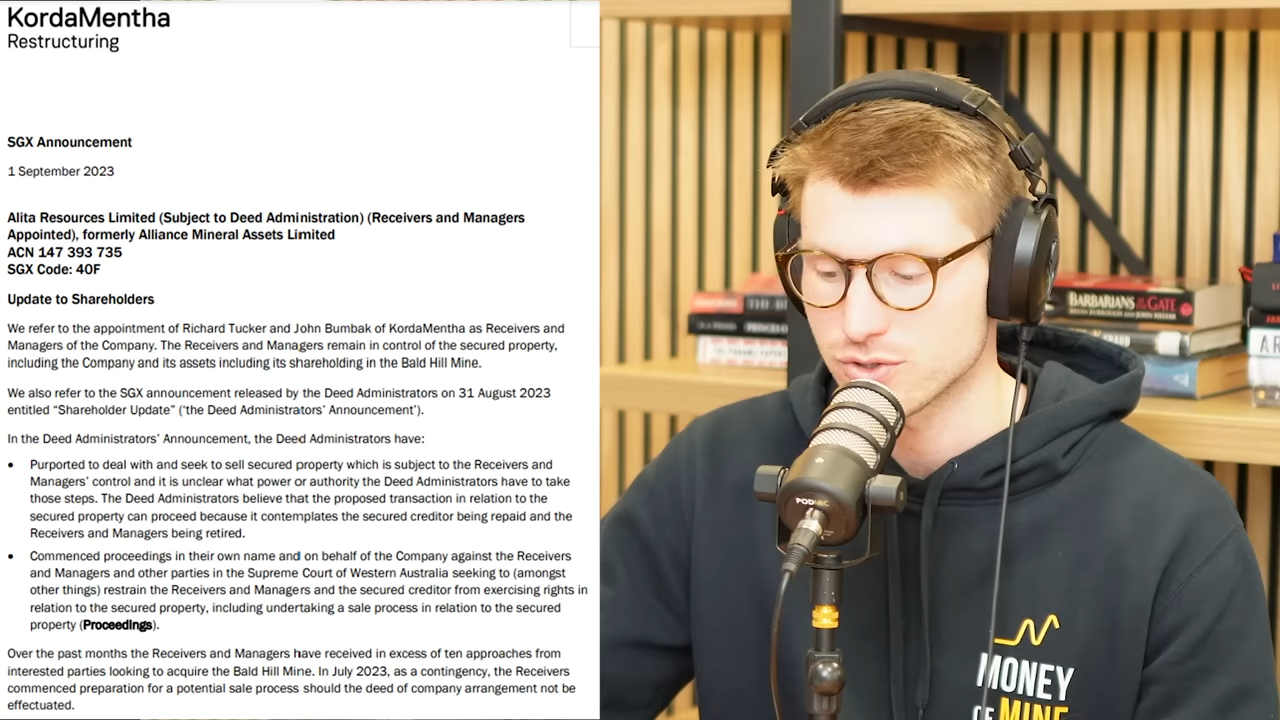 KordaMentha
Restructuring
SGX Announcement
1 September 2023
Alita Resources Limited (Subject to Deed Administration) (Receivers and Managers
Appointed), formerly Alliance Mineral Assets Limited
ACN 147 393 735
SGX Code: 40F
Update to Shareholders
We refer to the appointment of Richard Tucker and John Bumbak of KordaMentha as Receivers and
Managers of the Company. The Receivers and Managers remain in control of the secured property,
including the Company and its assets including its shareholding in the Bald Hill Mine.
We also refer to the SGX announcement released by the Deed Administrators on 31 August 2023
entitled “Shareholder Update” (‘the Deed Administrators’ Announcement’).
In the Deed Administrators’ Announcement, the Deed Administrators have:
• Purported to deal with and seek to sell secured property which is subject to the Receivers and
Managers’ control and it is unclear what power or authority the Deed Administrators have to take
those steps. The Deed Administrators believe that the proposed transaction in relation to the
secured property can proceed because it contemplates the secured creditor being repaid and the
Receivers and Managers being retired.
• Commenced proceedings in their own name and on behalf of the Company against the Receivers
and Managers and other parties in the Supreme Court of Western Australia seeking to (amongst
other things) restrain the Receivers and Managers and the secured creditor from exercising rights in
relation to the secured property, including undertaking a sale process in relation to the secured
property (Proceedings).
Over the past months the Receivers and Managers have received in excess of ten approaches from
interested parties looking to acquire the Bald Hill Mine. In July 2023, as a contingency, the Receivers
commenced preparation for a potential sale process should the deed of company arrangement not be
effectuated.
BARBARIANS AT THE GATE
PODMIC
MONEY
OF MINE